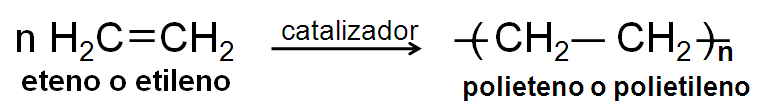 n H₂C=CH₂ catalizador ⟶ -(CH₂—CH₂)-n
eteno o etileno polieteno o polietileno